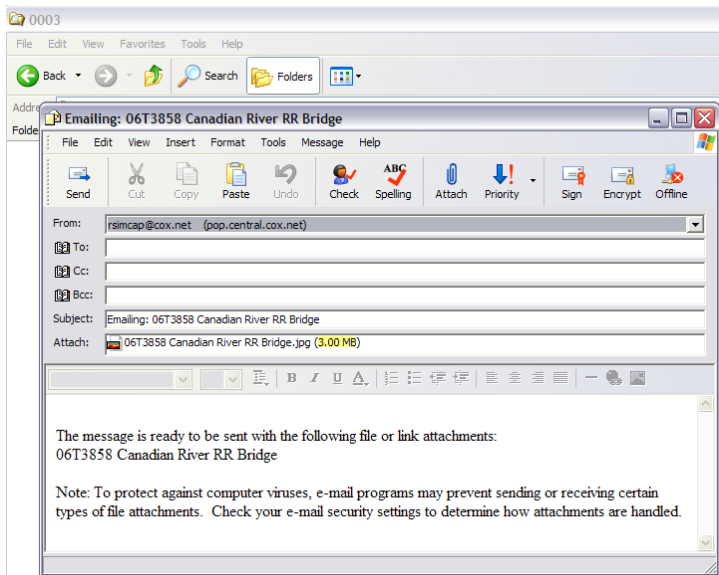 0003
File Edit View Favorites Tools Help
Back Search Folders
Addre
Folde
Emailing: 06T3858 Canadian River RR Bridge
File Edit View Insert Format Tools Message Help
ABC
Send Cut Copy Paste Undo Check Spelling Attach Priority Sign Encrypt Offline
From: rsimcap@cox.net (pop.central.cox.net)
To:
Cc:
Bcc:
Subject: Emailing: 06T3858 Canadian River RR Bridge
Attach: 06T3858 Canadian River RR Bridge.jpg (3.00 MB)
B I U A
The message is ready to be sent with the following file or link attachments:
06T3858 Canadian River RR Bridge
Note: To protect against computer viruses, e-mail programs may prevent sending or receiving certain
types of file attachments. Check your e-mail security settings to determine how attachments are handled.